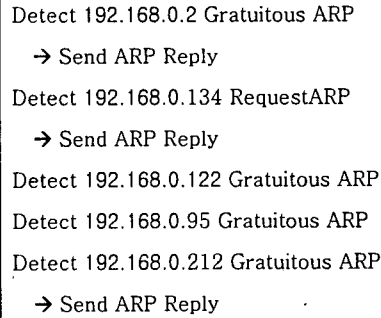 Detect 192.168.0.2 Gratuitous ARP
→ Send ARP Reply
Detect 192.168.0.134 RequestARP
→ Send ARP Reply
Detect 192.168.0.122 Gratuitous ARP
Detect 192.168.0.95 Gratuitous ARP
Detect 192.168.0.212 Gratuitous ARP
→ Send ARP Reply